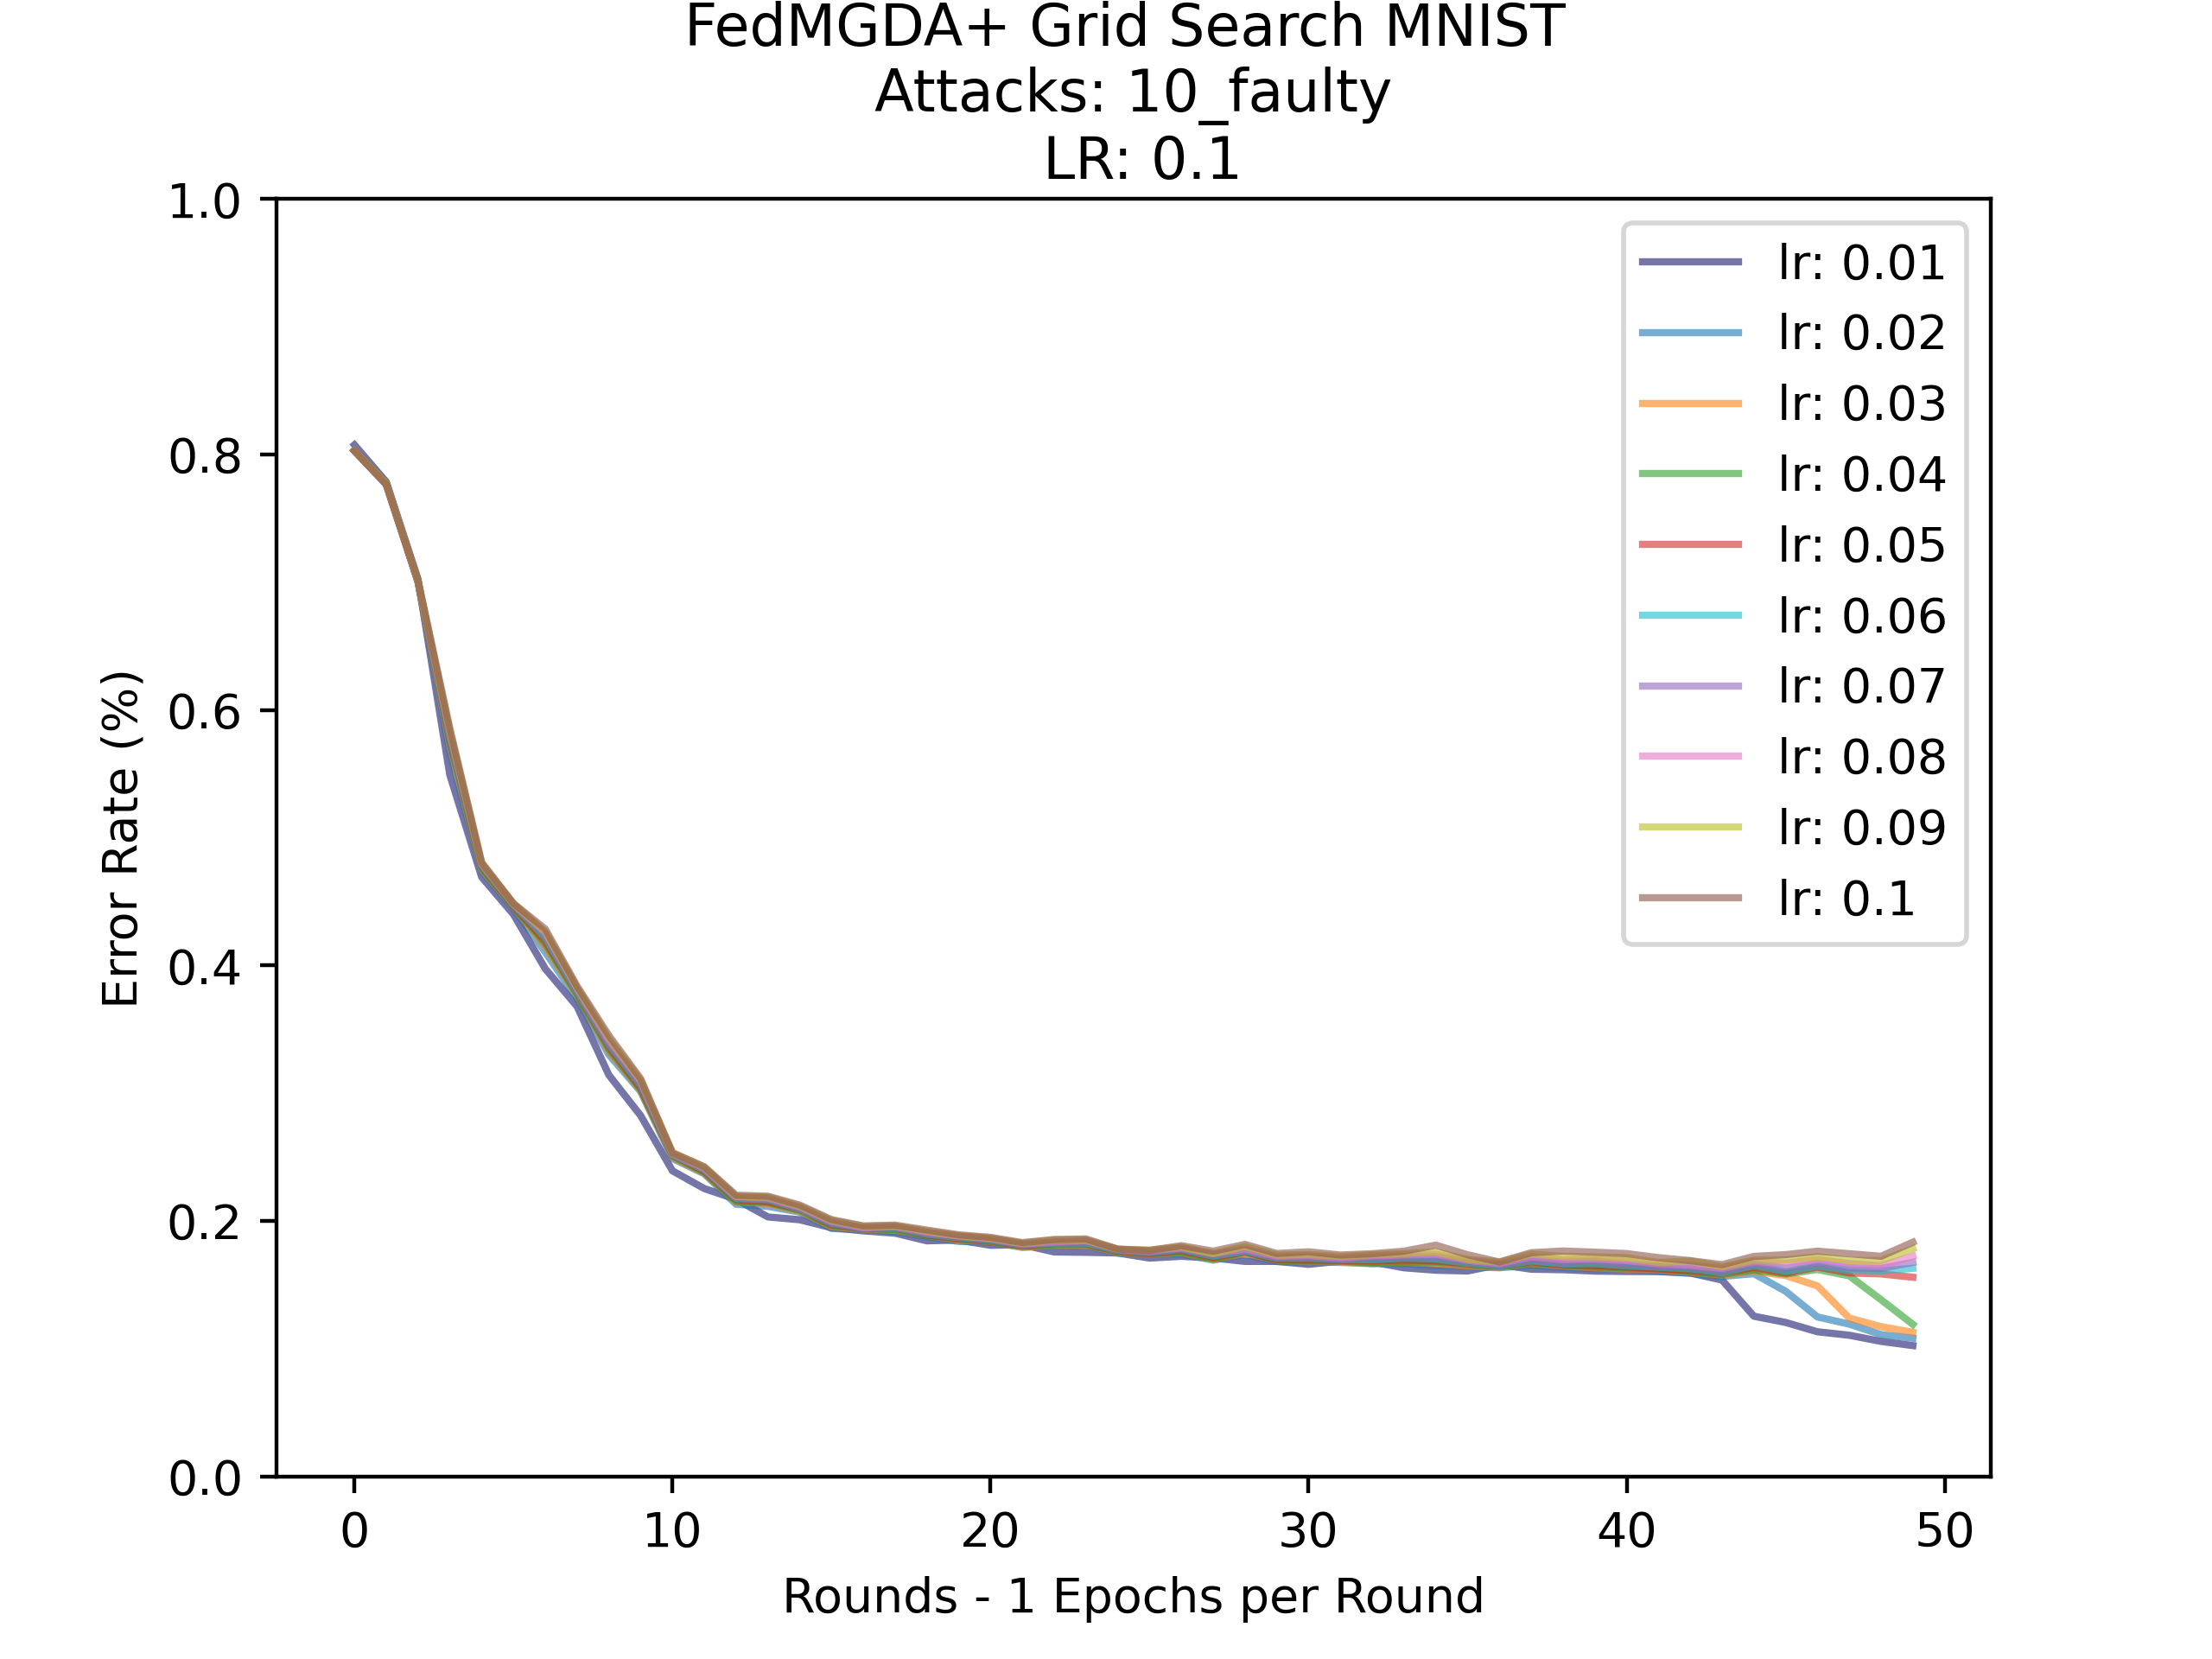 FedMGDA+ Grid Search MNIST
Attacks: 10_faulty
LR: 0.1
1.0
0.8
0.6
0.4
0.2
0.0
Error Rate (%)
0
10
20
30
40
50
Rounds - 1 Epochs per Round
lr: 0.01
lr: 0.02
lr: 0.03
lr: 0.04
lr: 0.05
lr: 0.06
lr: 0.07
lr: 0.08
lr: 0.09
lr: 0.1